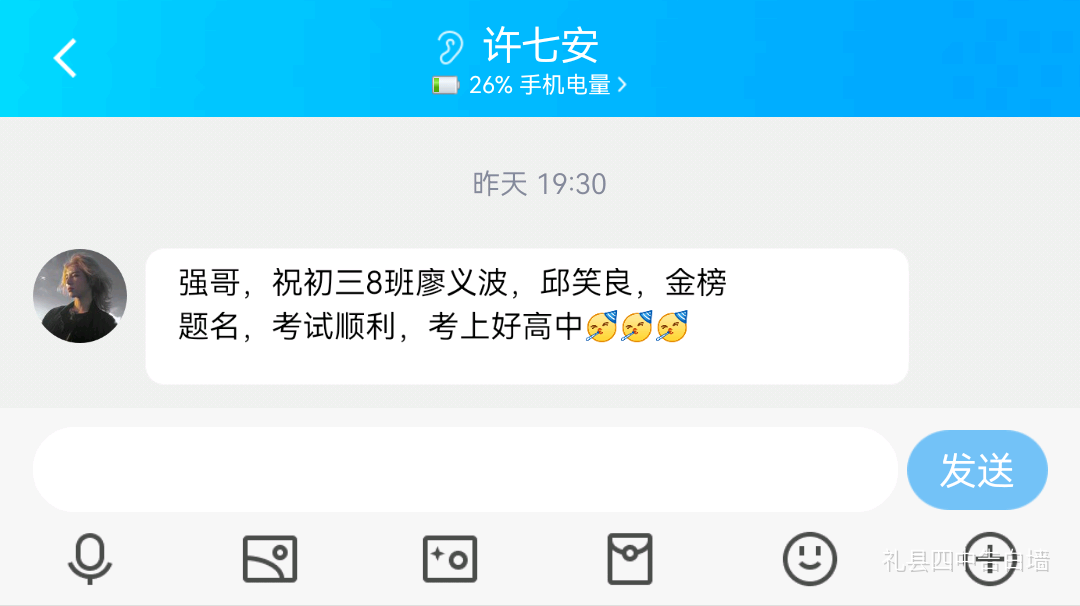 许七安
26% 手机电量
昨天 19:30
强哥，祝初三8班廖义波，邱笑良，金榜
题名，考试顺利，考上好高中🥳🥳🥳
发送
礼县四中告白墙